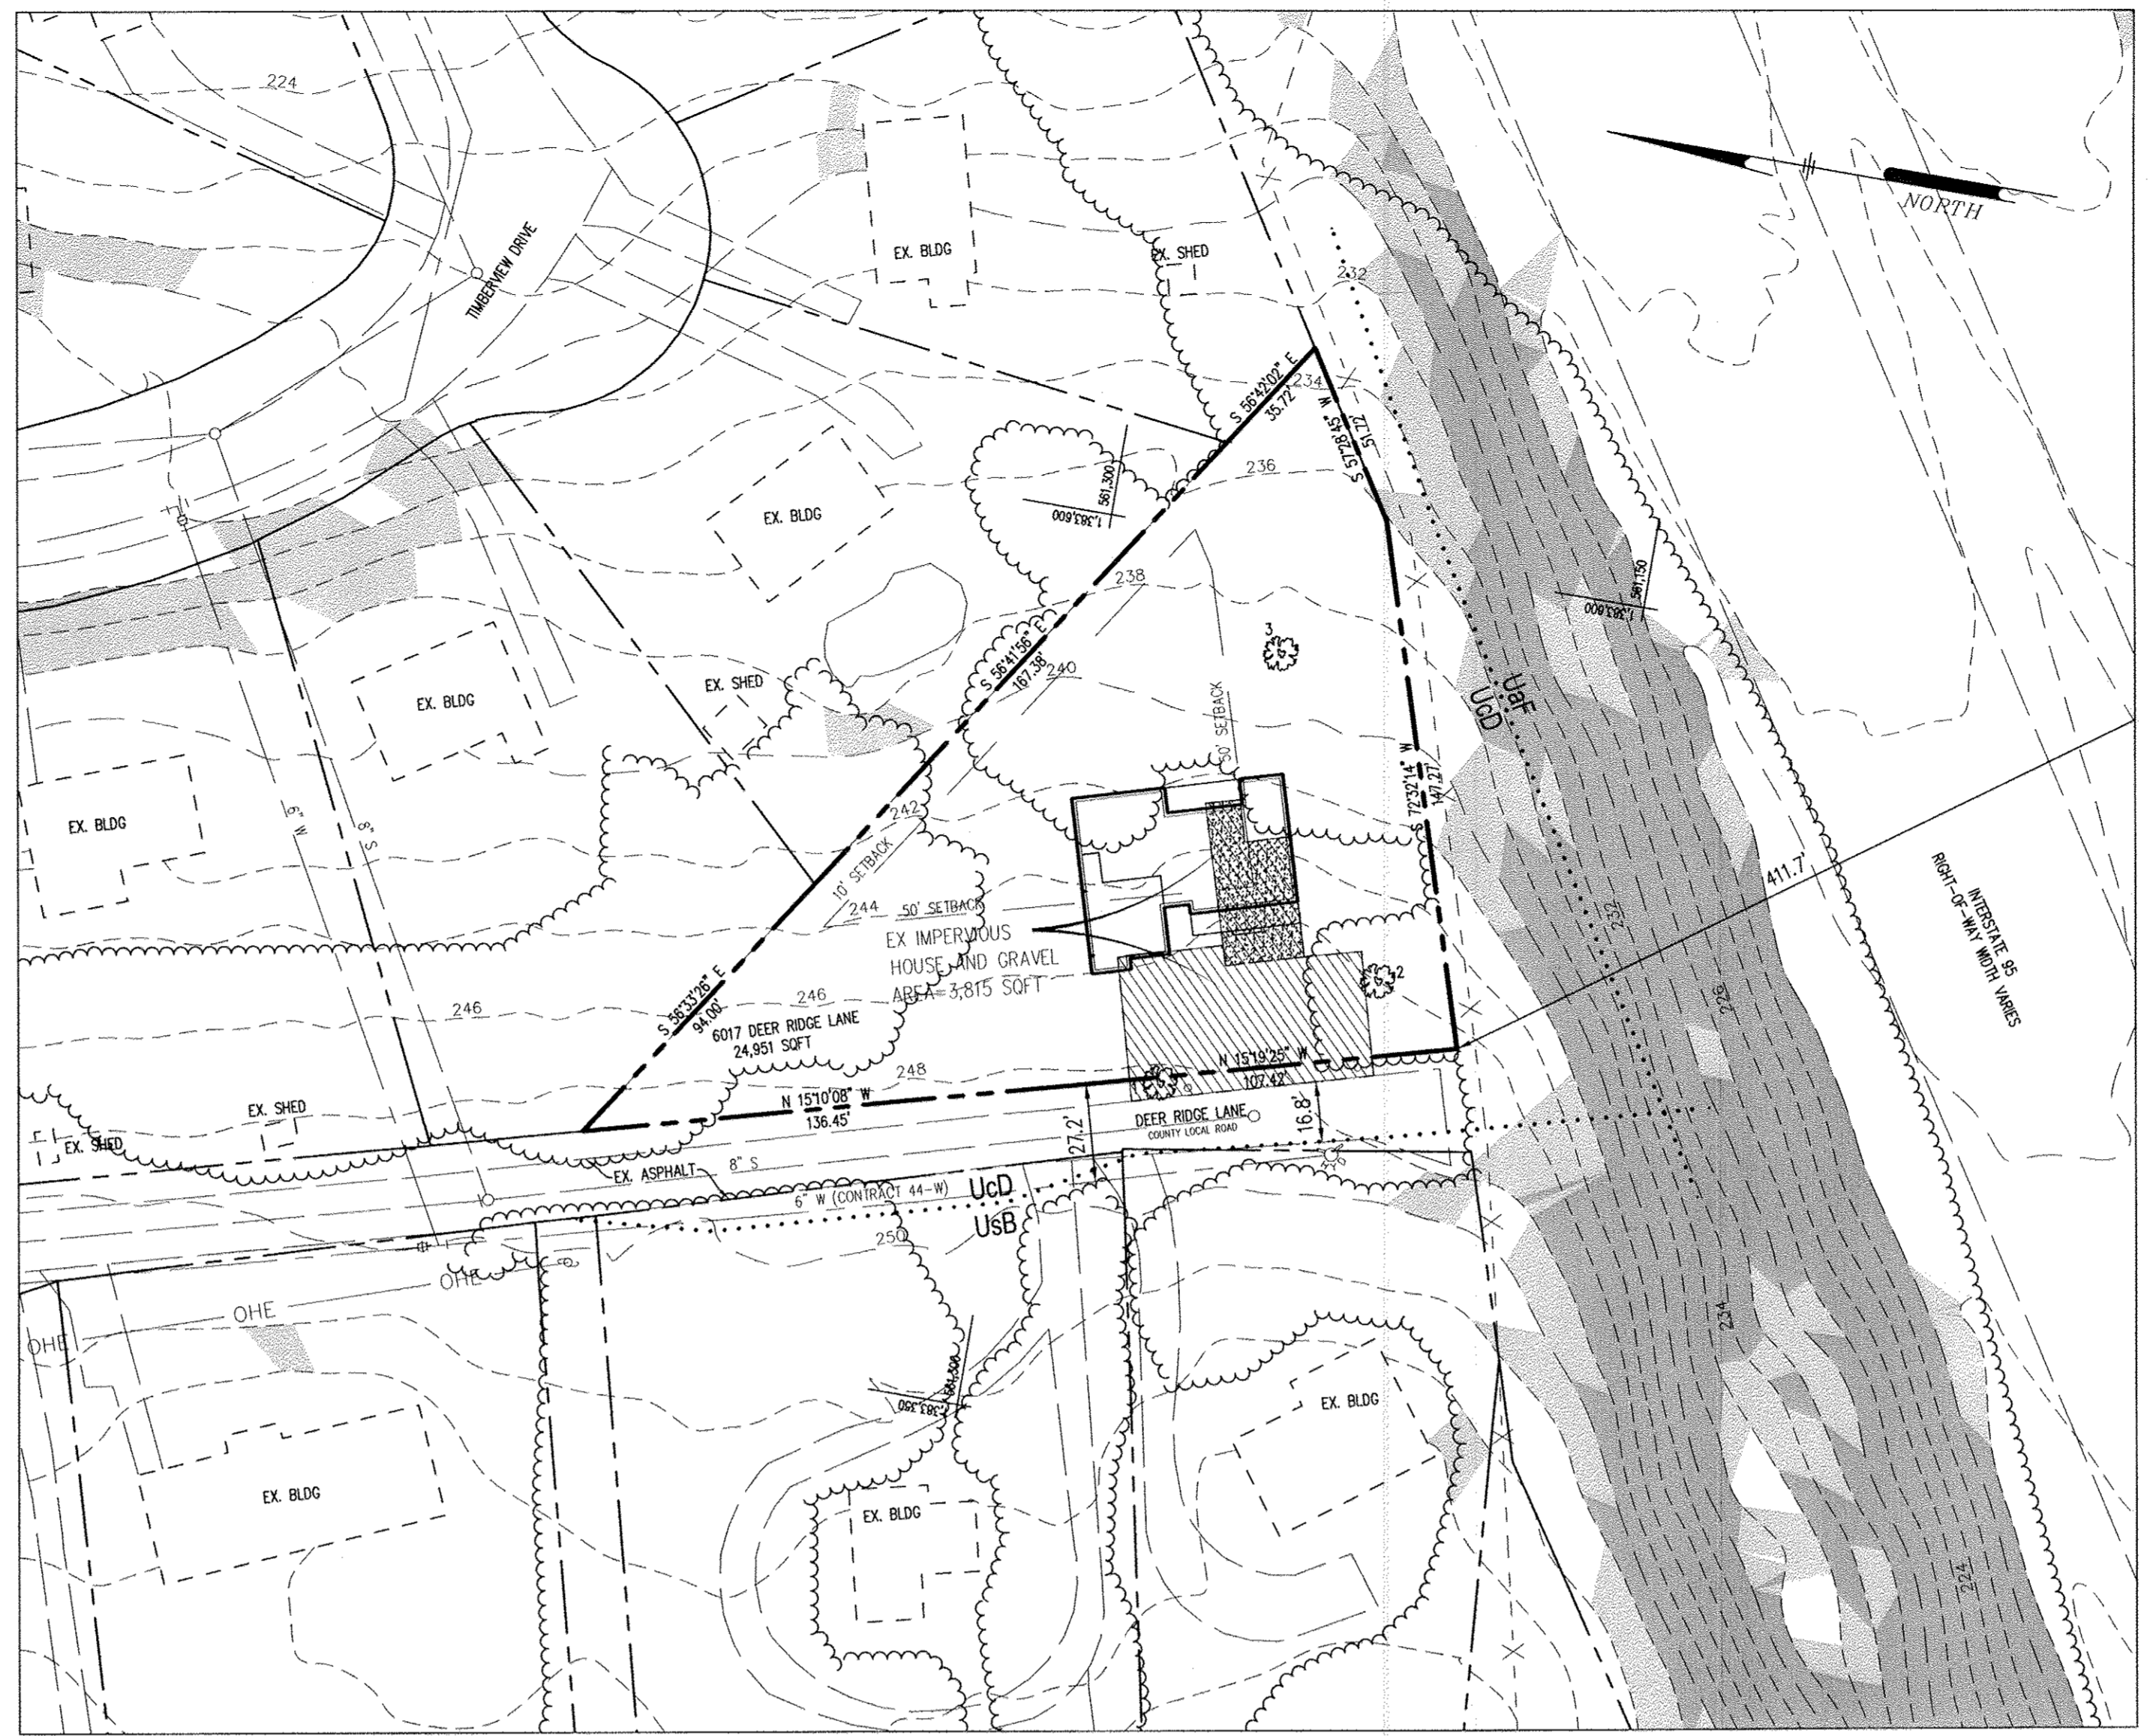 224
NORTH
TIMBERVIEW DRIVE
EX. BLDG
EX. SHED
232
S 56°42'02" E
35.72'
234
S 57°28'45" W
51.72'
236
561,300
1,383,600
EX. BLDG
238
561,150
1,383,600
3
S 56°41'56" E
167.38'
240
EX. SHED
EX. BLDG
50' SETBACK
UaF
UcD
S 72°32'14" W
147.27'
EX. BLDG
6" W
8" S
242
10' SETBACK
411.7'
INTERSTATE 95
RIGHT-OF-WAY WIDTH VARIES
244
50' SETBACK
EX IMPERVIOUS
HOUSE AND GRAVEL
AREA=3,815 SQFT
232
226
2
246
246
S 56°33'26" E
94.00'
6017 DEER RIDGE LANE
24,951 SQFT
248
N 15°19'25" W
107.42'
N 15°10'08" W
136.45'
EX. SHED
EX. SHED
27.2'
DEER RIDGE LANE
COUNTY LOCAL ROAD
16.8'
EX. ASPHALT
8" S
6" W (CONTRACT 44-W)
UcD
UsB
250
OHE
OHE
OHE
234
561,300
1,383,350
EX. BLDG
EX. BLDG
EX. BLDG
224